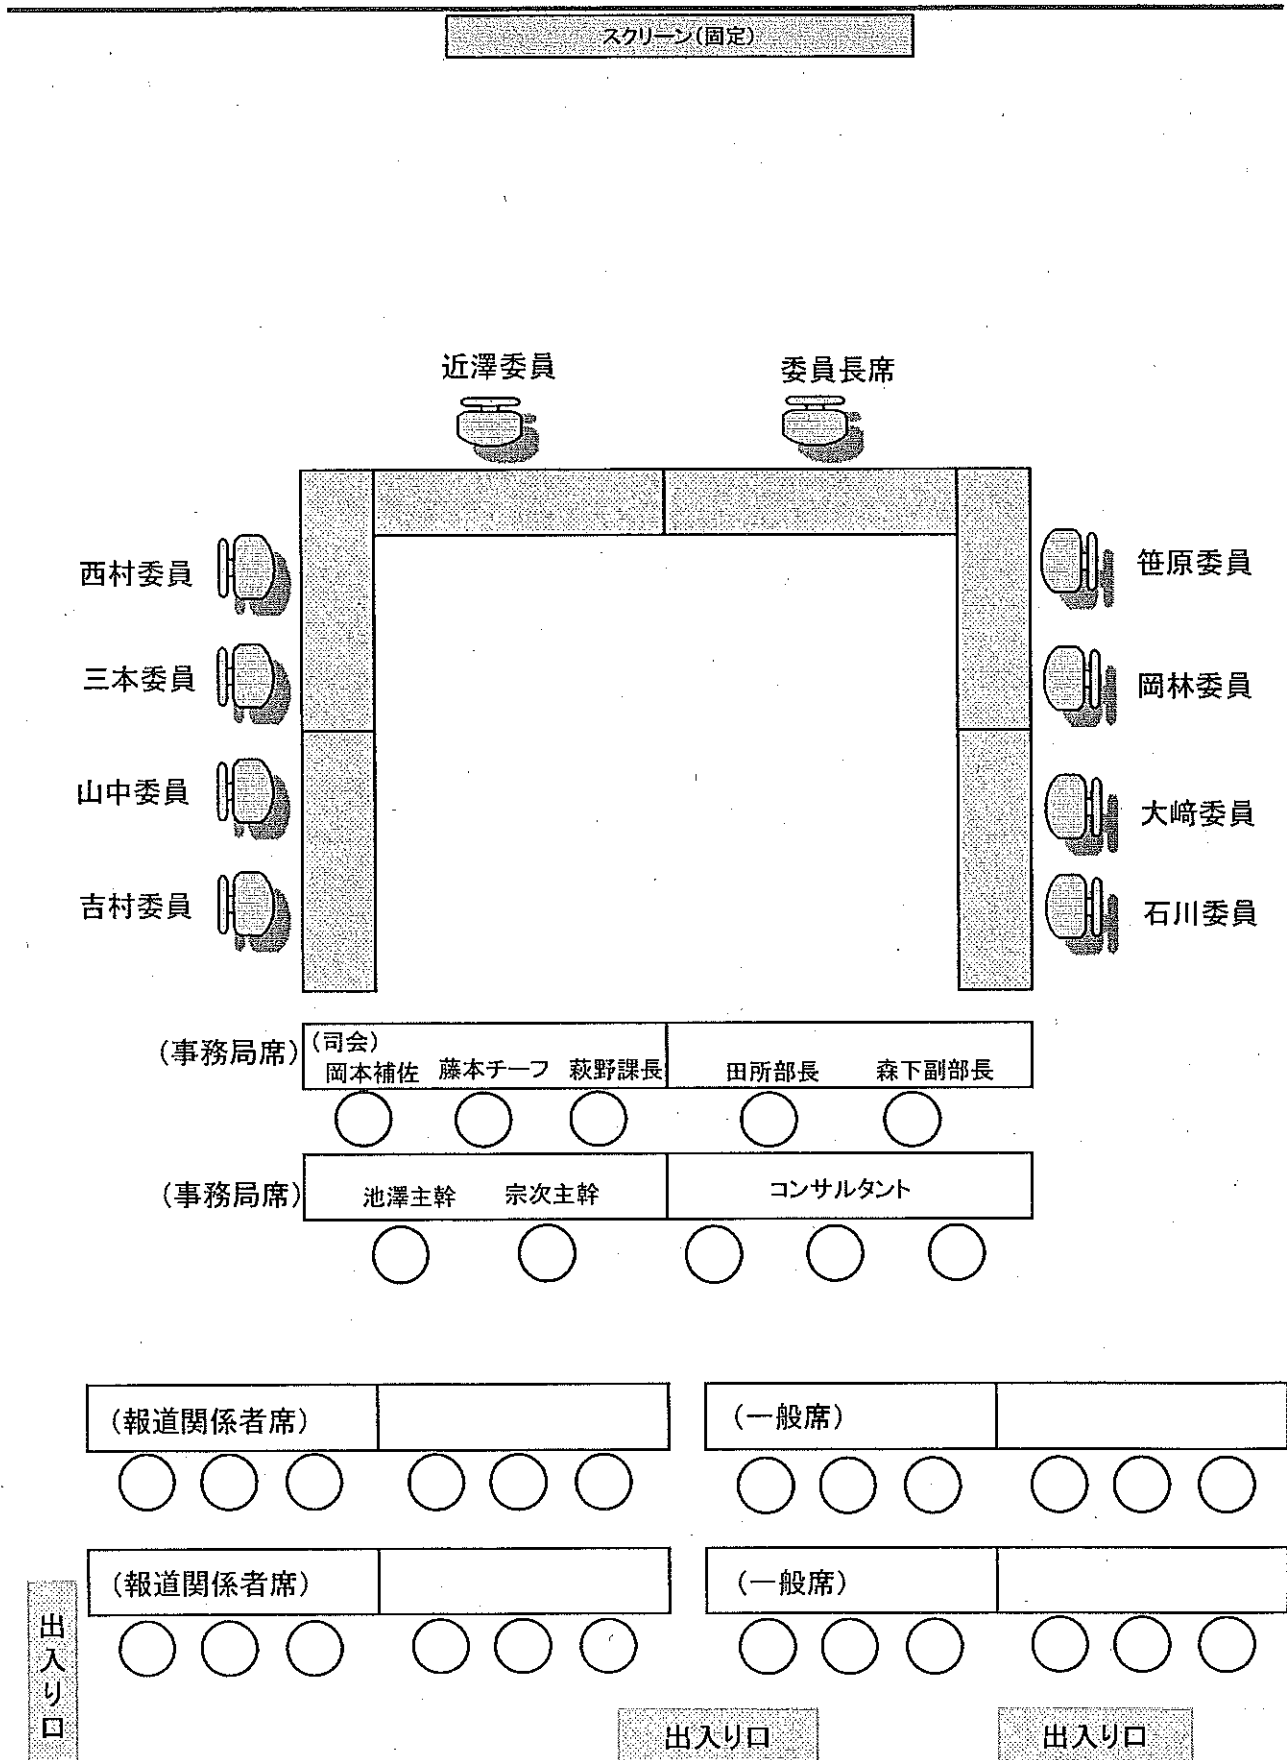 スクリーン(固定)
近澤委員
委員長席
西村委員
笹原委員
三本委員
岡林委員
山中委員
大﨑委員
吉村委員
石川委員
(事務局席)
(司会)
岡本補佐 藤本チーフ 萩野課長 田所部長 森下副部長
(事務局席)
池澤主幹 宗次主幹 コンサルタント
(報道関係者席)
(一般席)
(報道関係者席)
(一般席)
出入り口
出入り口
出入り口